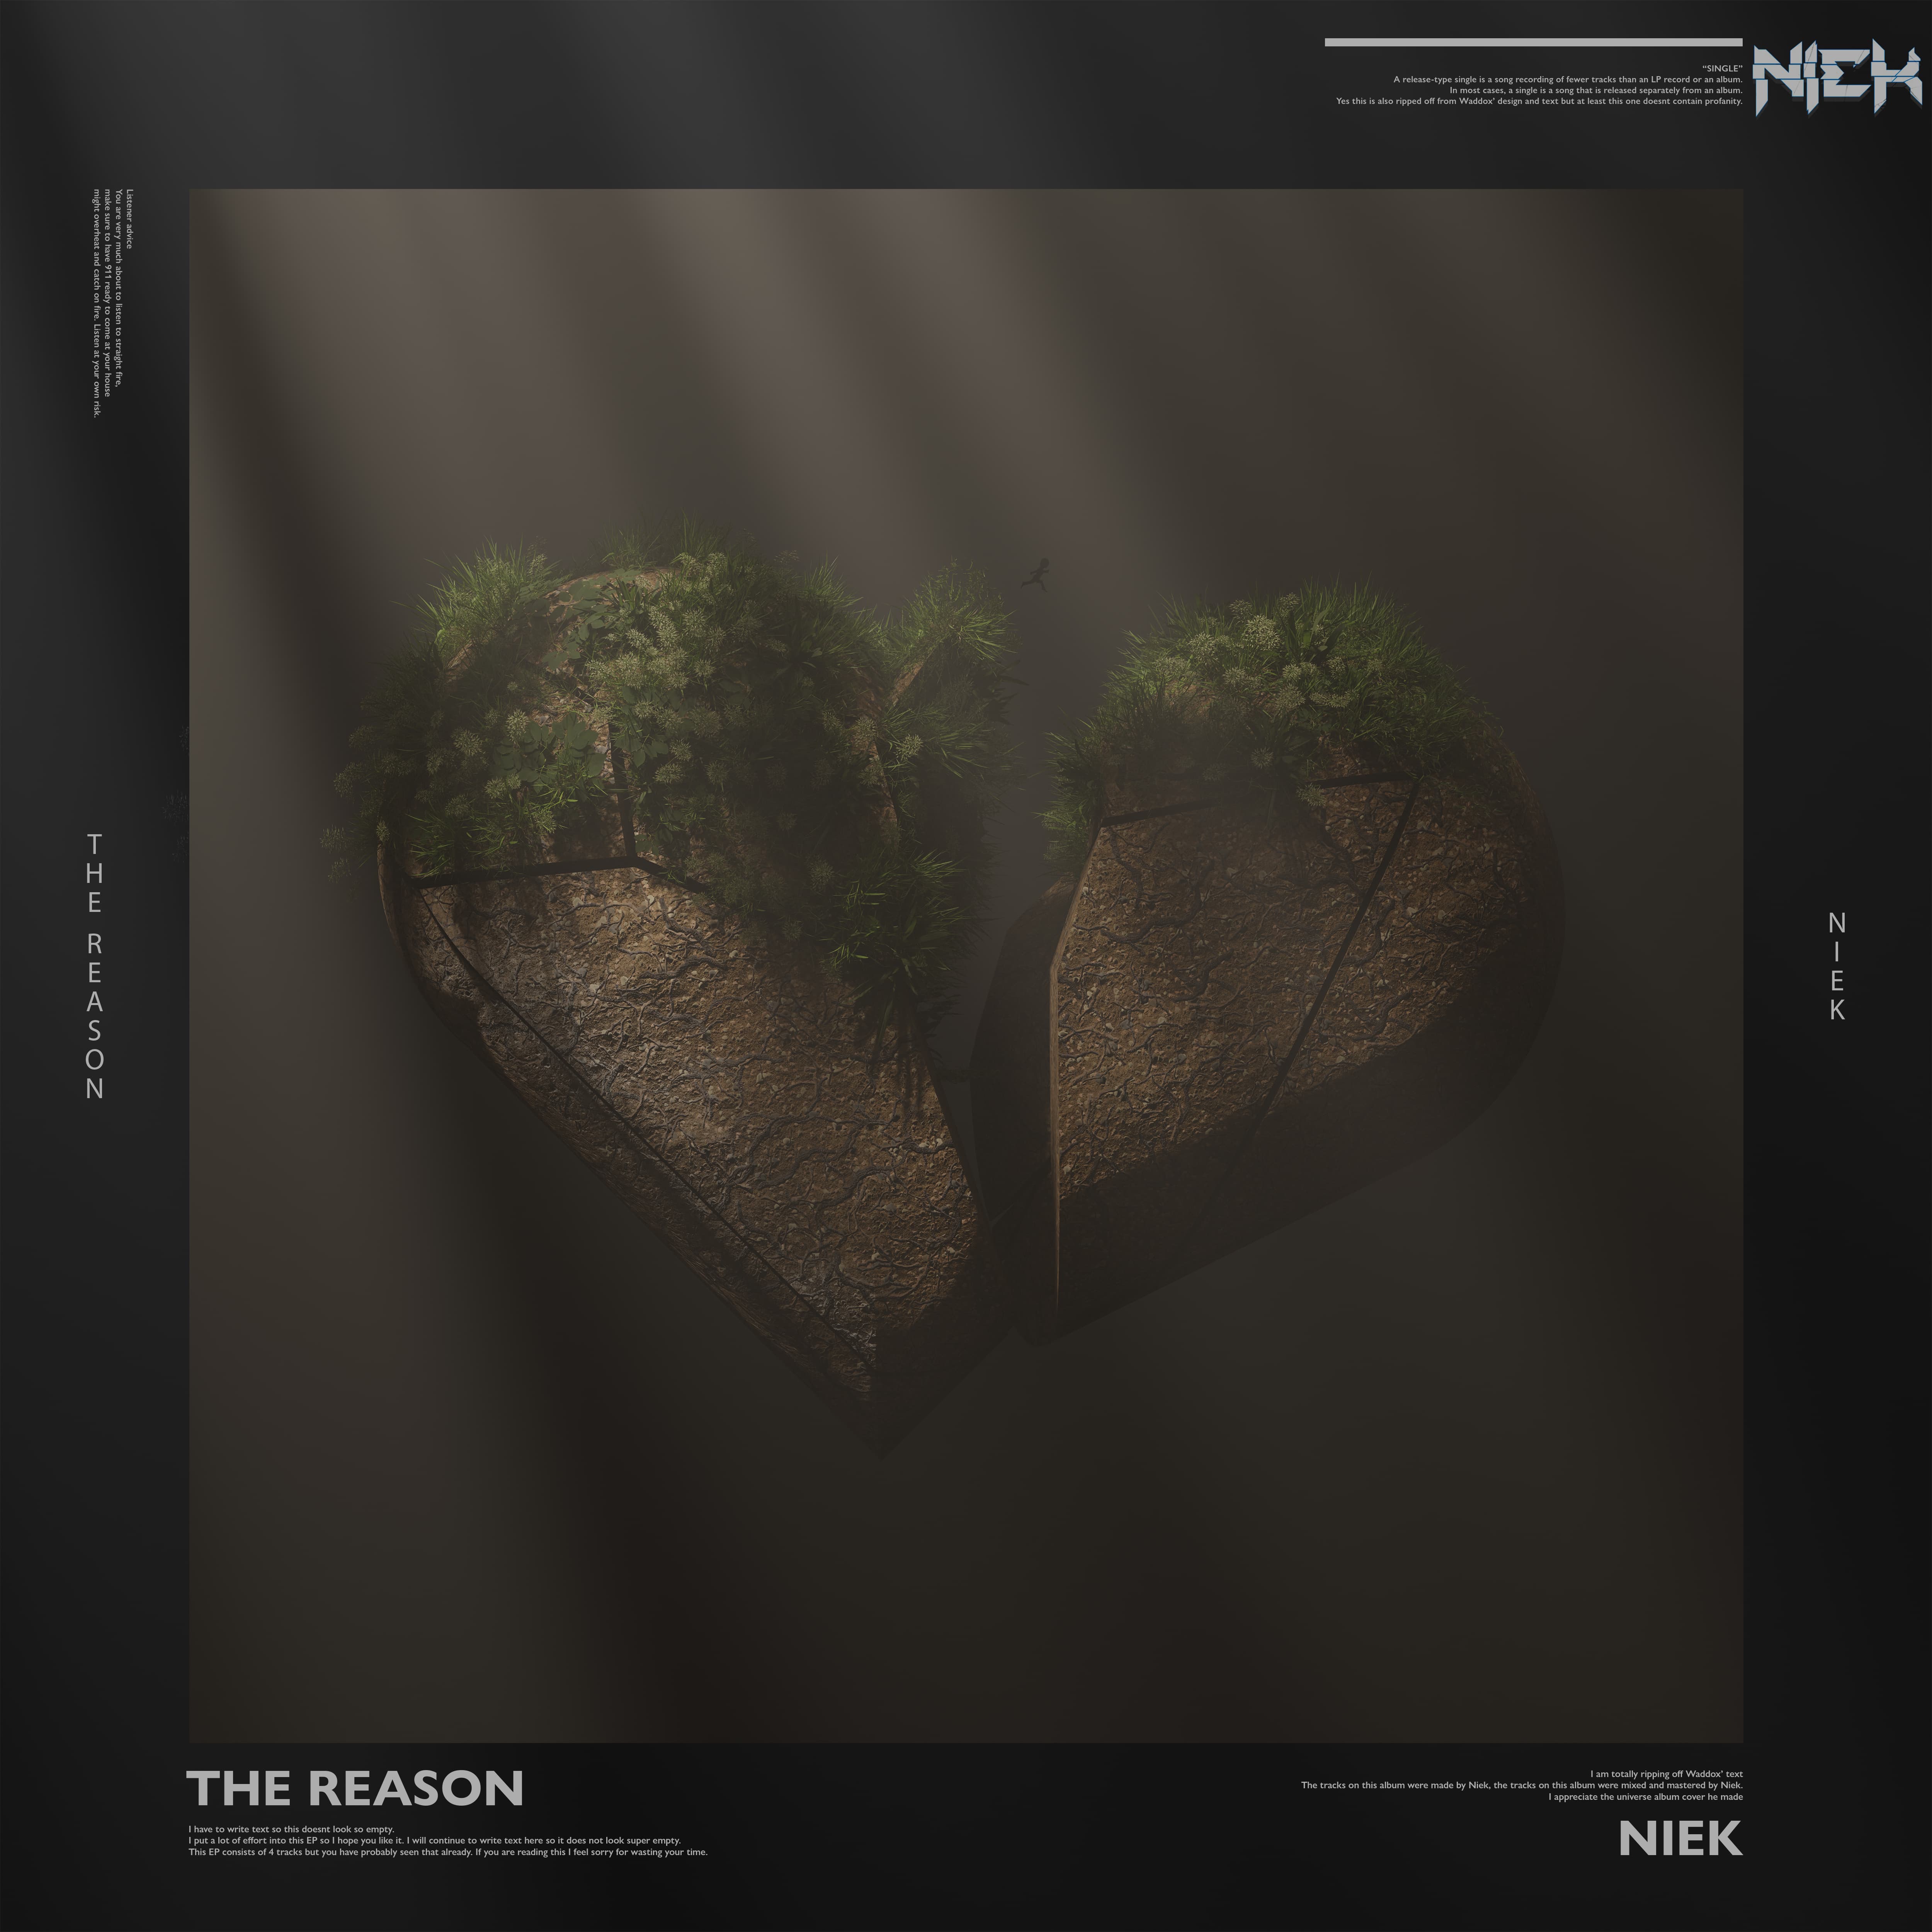 “SINGLE”
A release-type single is a song recording of fewer tracks than an LP record or an album.
In most cases, a single is a song that is released separately from an album.
Yes this is also ripped off from Waddox’ design and text but at least this one doesnt contain profanity.
NIEK
Listener advice
You are very much about to listen to straight fire,
make sure to have 911 ready to come at your house
might overheat and catch on fire. Listen at your own risk.
THE REASON
NIEK
THE REASON
I have to write text so this doesnt look so empty.
I put a lot of effort into this EP so I hope you like it. I will continue to write text here so it does not look super empty.
This EP consists of 4 tracks but you have probably seen that already. If you are reading this I feel sorry for wasting your time.
I am totally ripping off Waddox’ text
The tracks on this album were made by Niek, the tracks on this album were mixed and mastered by Niek.
I appreciate the universe album cover he made
NIEK